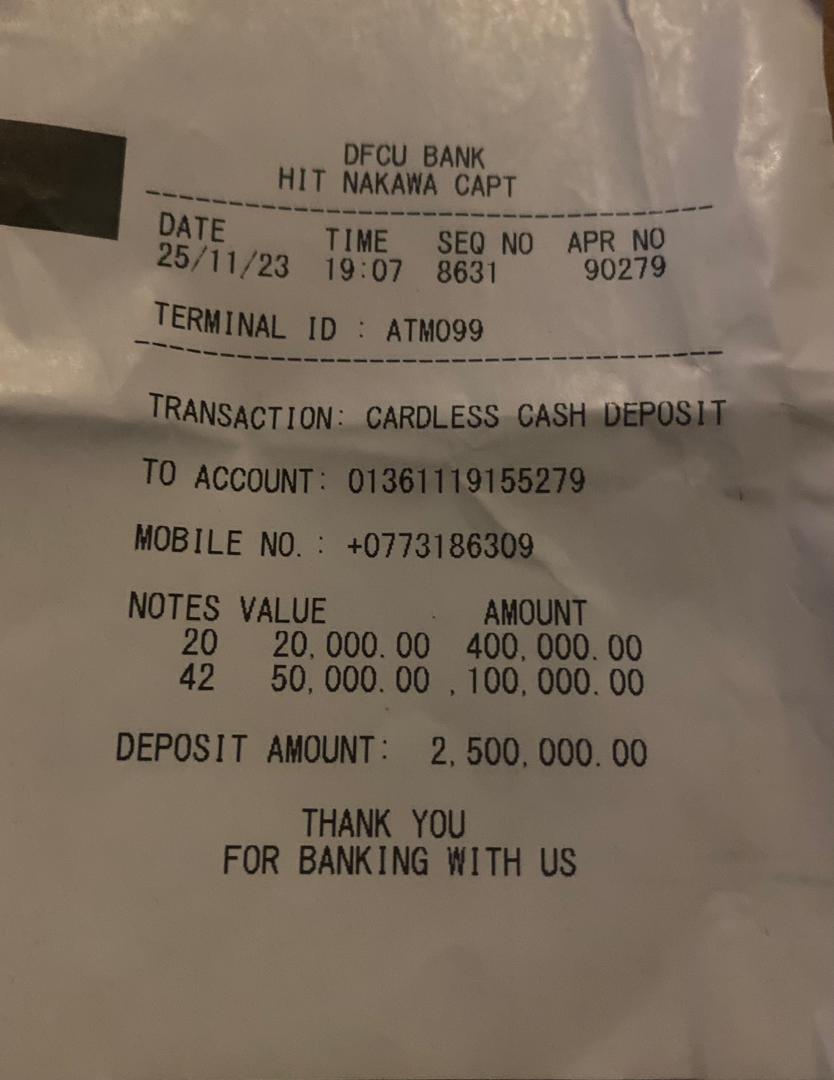 DFCU BANK
HIT NAKAWA CAPT
DATE TIME SEQ NO APR NO
25/11/23 19:07 8631 90279
TERMINAL ID : ATM099
TRANSACTION: CARDLESS CASH DEPOSIT
TO ACCOUNT: 01361119155279
MOBILE NO. : +0773186309
NOTES VALUE AMOUNT
20 20,000.00 400,000.00
42 50,000.00 ,100,000.00
DEPOSIT AMOUNT: 2,500,000.00
THANK YOU
FOR BANKING WITH US